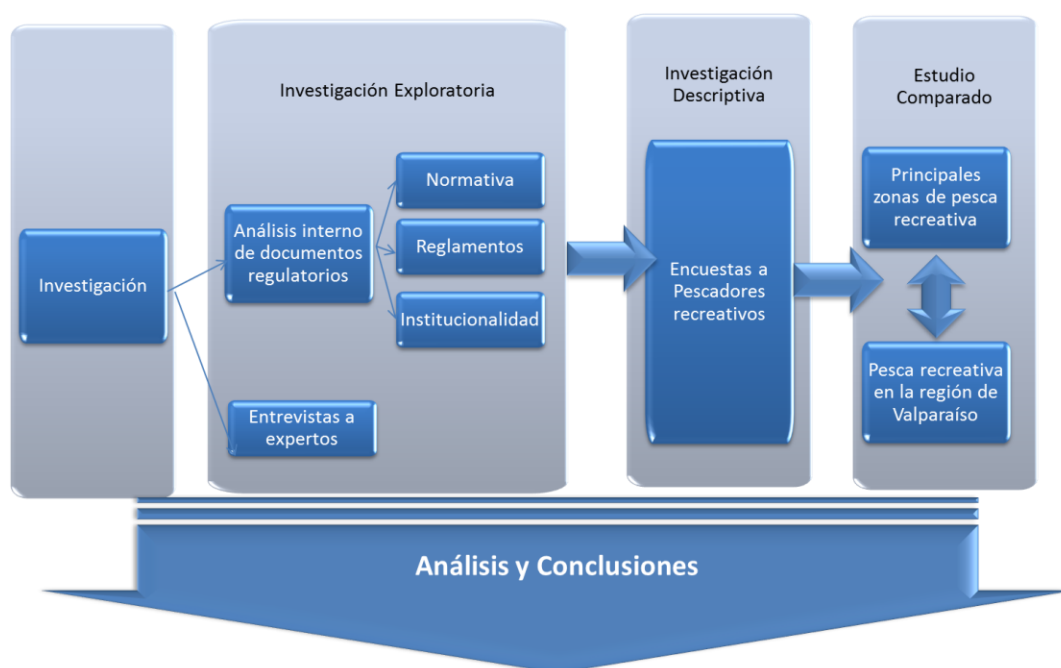 Investigación
Investigación Exploratoria
Análisis interno
de documentos
regulatorios
Normativa
Reglamentos
Institucionalidad
Entrevistas a
expertos
Investigación
Descriptiva
Encuestas a
Pescadores
recreativos
Estudio
Comparado
Principales
zonas de pesca
recreativa
Pesca recreativa
en la región de
Valparaíso
Análisis y Conclusiones